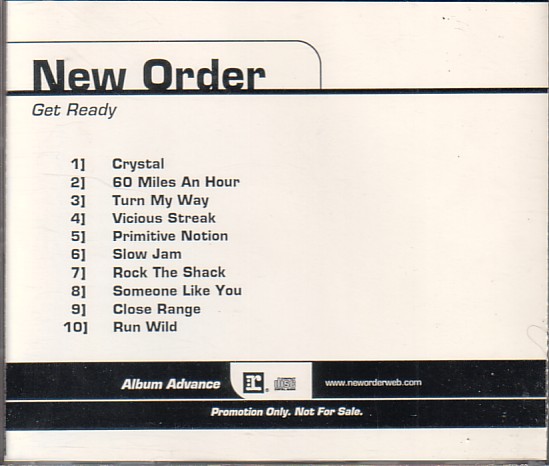 New Order
Get Ready
1] Crystal
2] 60 Miles An Hour
3] Turn My Way
4] Vicious Streak
5] Primitive Notion
6] Slow Jam
7] Rock The Shack
8] Someone Like You
9] Close Range
10] Run Wild
Album Advance
www.neworderweb.com
Promotion Only. Not For Sale.